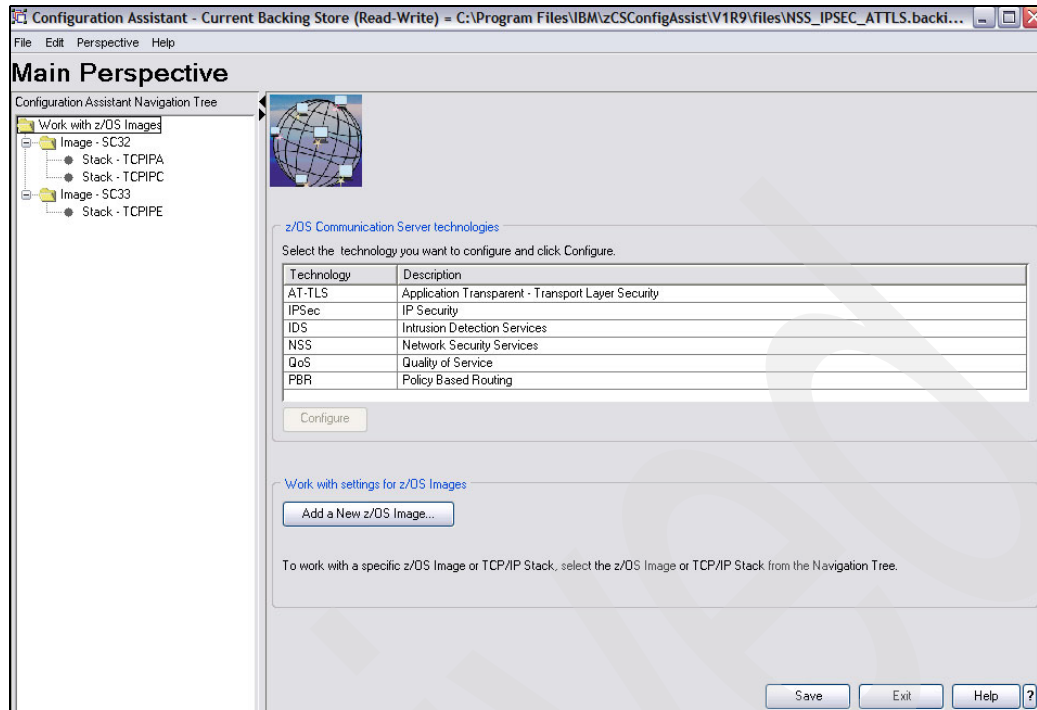 Configuration Assistant - Current Backing Store (Read-Write) = C:\Program Files\IBM\zCSConfigAssist\V1R9\files\NSS_IPSEC_ATTLS.backi...
File Edit Perspective Help
Main Perspective
Configuration Assistant Navigation Tree
Work with z/OS Images
Image - SC32
Stack - TCPIPA
Stack - TCPIPC
Image - SC33
Stack - TCPIPE
z/OS Communication Server technologies
Select the technology you want to configure and click Configure.
Technology Description
AT-TLS Application Transparent - Transport Layer Security
IPSec IP Security
IDS Intrusion Detection Services
NSS Network Security Services
QoS Quality of Service
PBR Policy Based Routing
Configure
Work with settings for z/OS Images
Add a New z/OS Image...
To work with a specific z/OS Image or TCP/IP Stack, select the z/OS Image or TCP/IP Stack from the Navigation Tree.
Save Exit Help ?